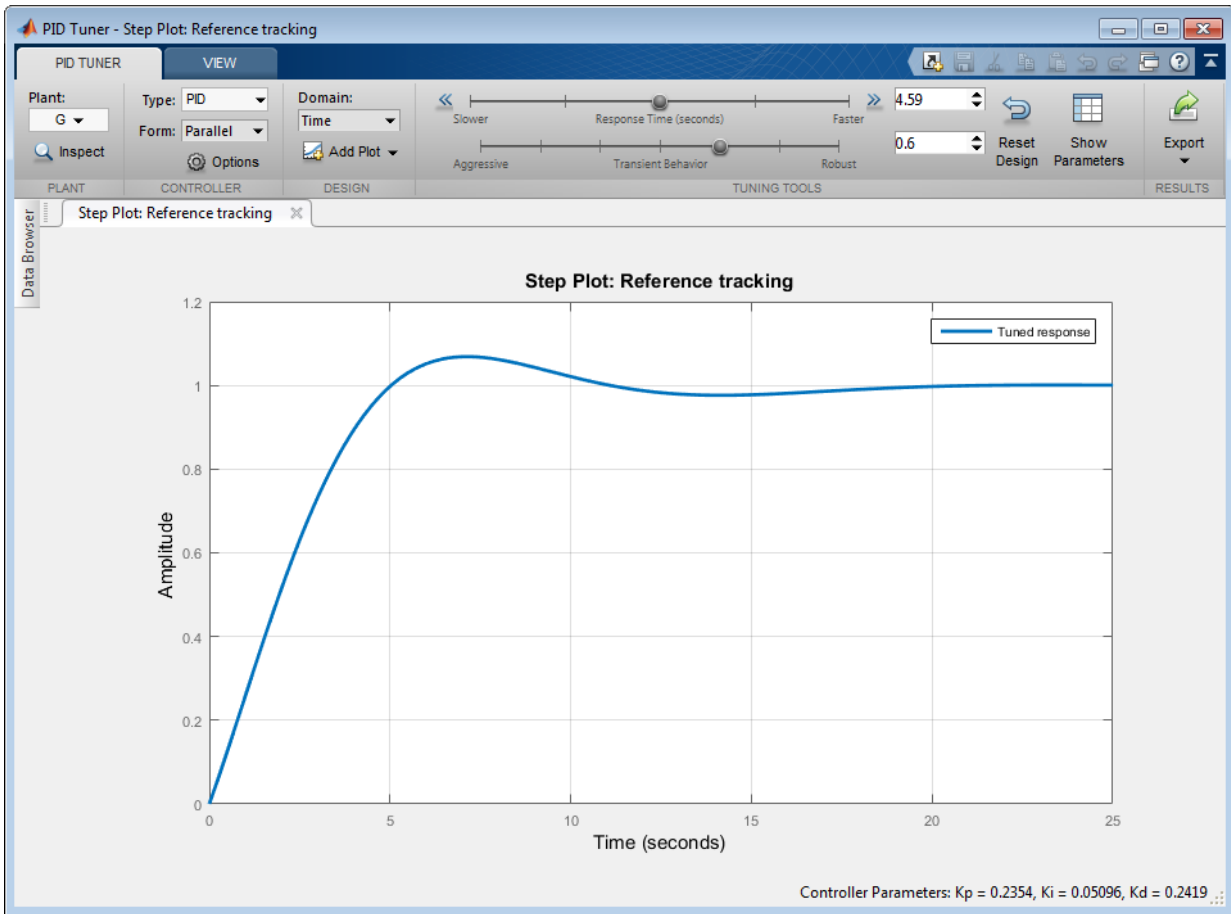 PID Tuner - Step Plot: Reference tracking
PID TUNER
VIEW
Plant:
G
Inspect
PLANT
Type: PID
Form: Parallel
Options
CONTROLLER
Domain:
Time
Add Plot
DESIGN
Slower
Response Time (seconds)
Faster
4.59
Aggressive
Transient Behavior
Robust
0.6
Reset
Design
Show
Parameters
TUNING TOOLS
Export
RESULTS
Data Browser
Step Plot: Reference tracking
Step Plot: Reference tracking
Tuned response
Amplitude
1.2
1
0.8
0.6
0.4
0.2
0
0 5 10 15 20 25
Time (seconds)
Controller Parameters: Kp = 0.2354, Ki = 0.05096, Kd = 0.2419